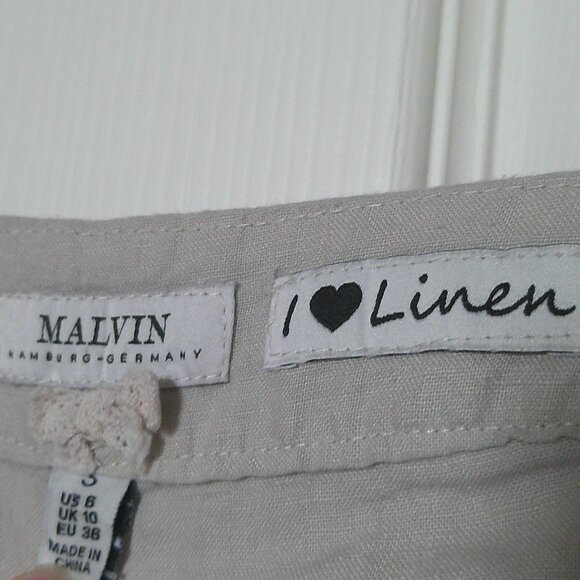 MALVIN
HAMBURG-GERMANY
I ♥ Linen
S
US 6
UK 10
EU 36
MADE IN
CHINA